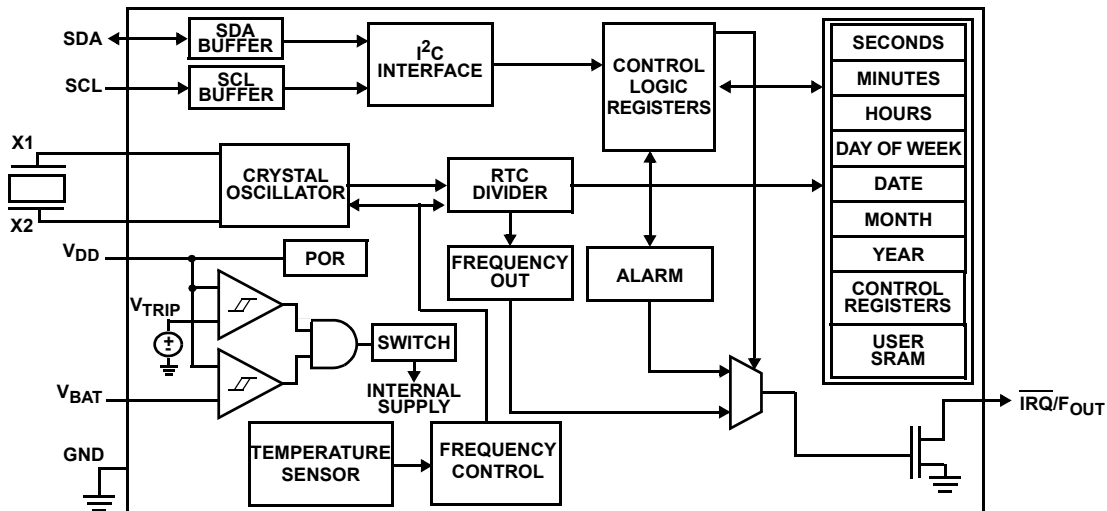 SDA
SCL
X1
X2
VDD
VTRIP
VBAT
GND
SDA
BUFFER
SCL
BUFFER
I2C
INTERFACE
CONTROL
LOGIC
REGISTERS
CRYSTAL
OSCILLATOR
RTC
DIVIDER
POR
FREQUENCY
OUT
ALARM
SWITCH
INTERNAL
SUPPLY
TEMPERATURE
SENSOR
FREQUENCY
CONTROL
SECONDS
MINUTES
HOURS
DAY OF WEEK
DATE
MONTH
YEAR
CONTROL
REGISTERS
USER
SRAM
IRQ/FOUT